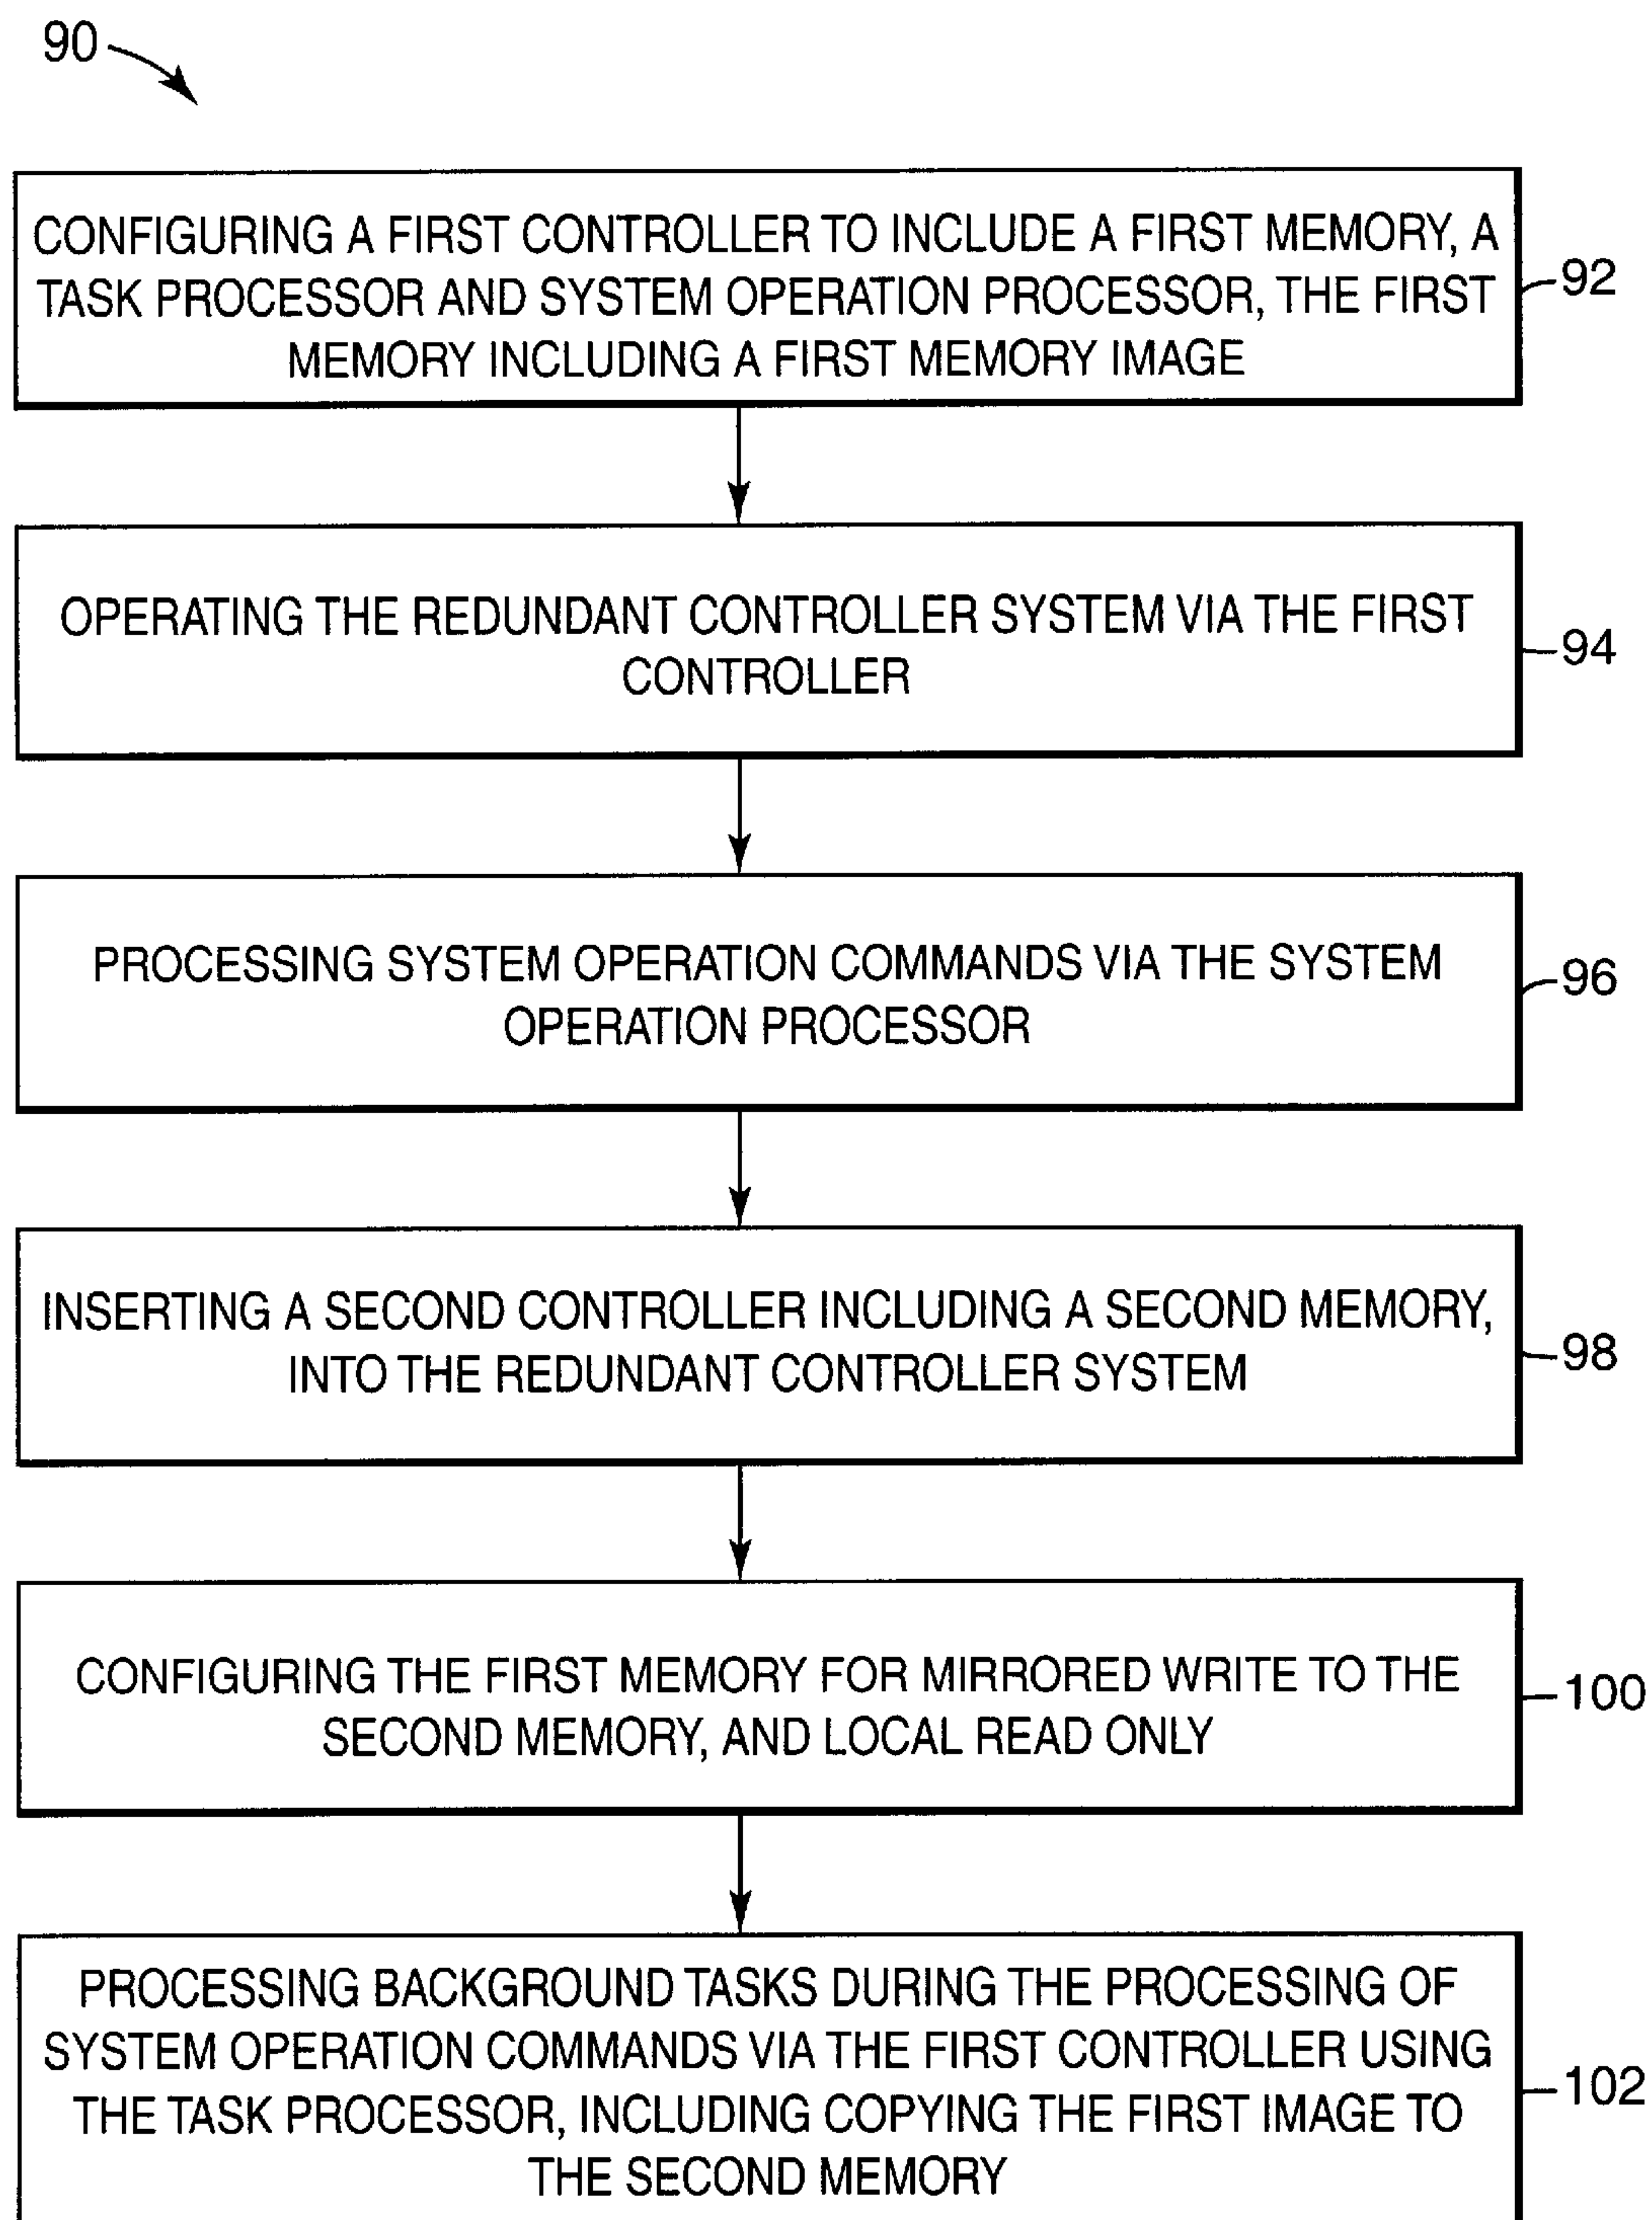 90
CONFIGURING A FIRST CONTROLLER TO INCLUDE A FIRST MEMORY, A
TASK PROCESSOR AND SYSTEM OPERATION PROCESSOR, THE FIRST
MEMORY INCLUDING A FIRST MEMORY IMAGE
92
OPERATING THE REDUNDANT CONTROLLER SYSTEM VIA THE FIRST
CONTROLLER
94
PROCESSING SYSTEM OPERATION COMMANDS VIA THE SYSTEM
OPERATION PROCESSOR
96
INSERTING A SECOND CONTROLLER INCLUDING A SECOND MEMORY,
INTO THE REDUNDANT CONTROLLER SYSTEM
98
CONFIGURING THE FIRST MEMORY FOR MIRRORED WRITE TO THE
SECOND MEMORY, AND LOCAL READ ONLY
100
PROCESSING BACKGROUND TASKS DURING THE PROCESSING OF
SYSTEM OPERATION COMMANDS VIA THE FIRST CONTROLLER USING
THE TASK PROCESSOR, INCLUDING COPYING THE FIRST IMAGE TO
THE SECOND MEMORY
102